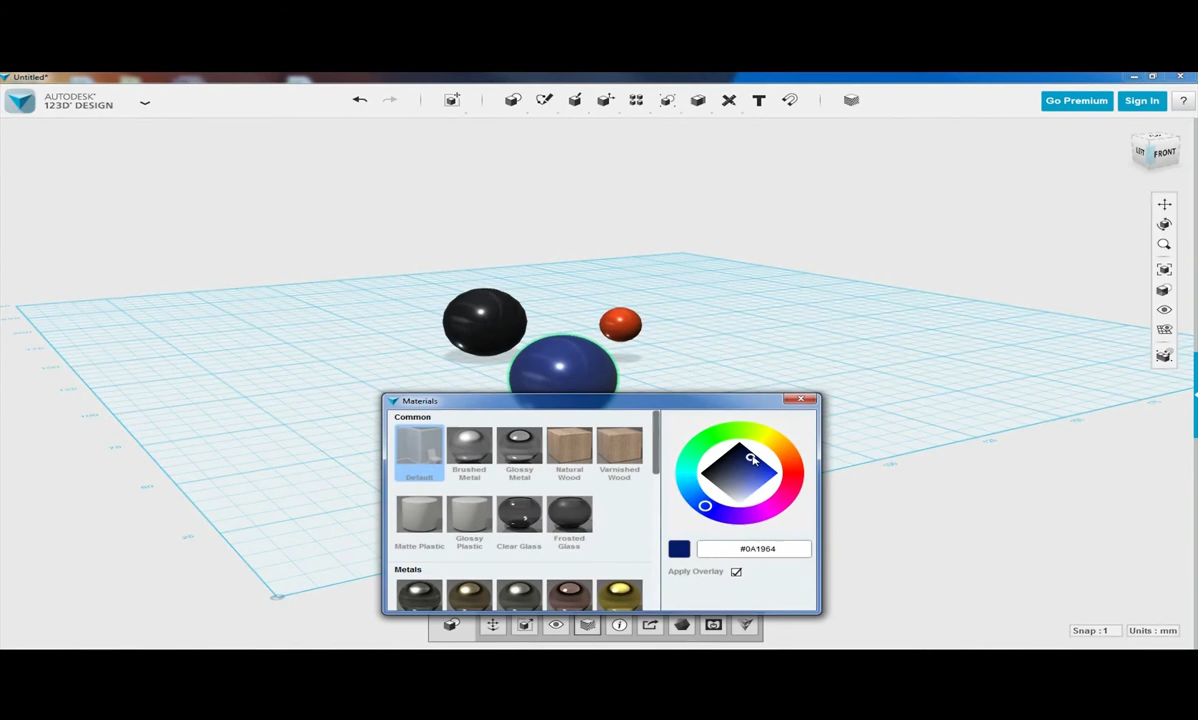 Untitled*
AUTODESK®
123D® DESIGN
Go Premium
Sign In
?
LEFT
FRONT
Materials
Common
Default
Brushed Metal
Glossy Metal
Natural Wood
Varnished Wood
Matte Plastic
Glossy Plastic
Clear Glass
Frosted Glass
#0A1964
Apply Overlay
Metals
Snap : 1
Units : mm